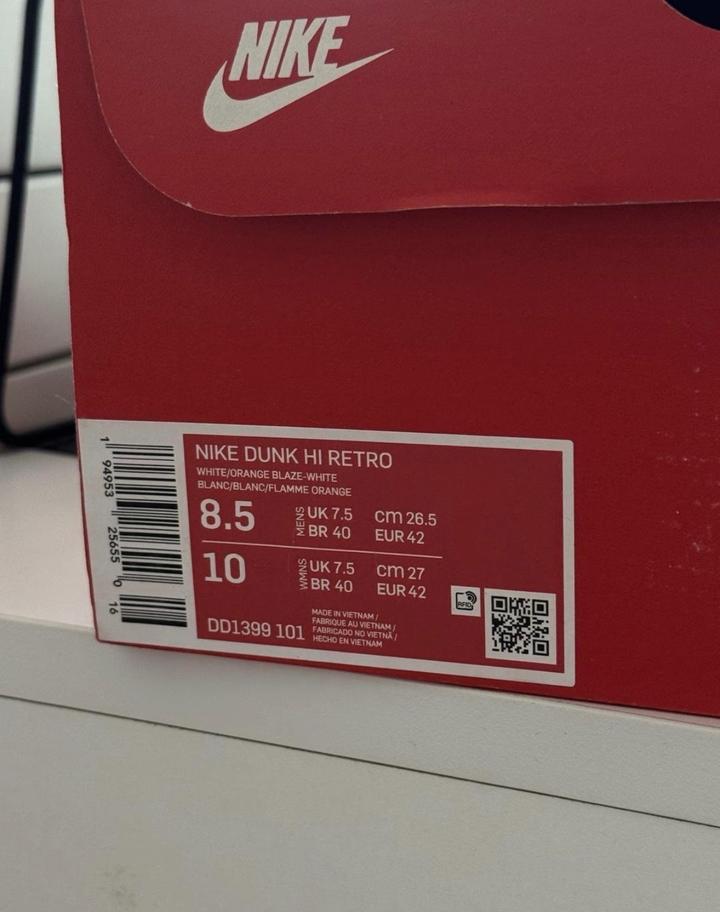 NIKE
NIKE DUNK HI RETRO
WHITE/ORANGE BLAZE-WHITE
BLANC/BLANC/FLAMME ORANGE
8.5 MENS UK 7.5 cm 26.5
BR 40 EUR 42
10 WMNS UK 7.5 cm 27
BR 40 EUR 42
DD1399 101
MADE IN VIETNAM /
FABRIQUE AU VIETNAM /
FABRICADO NO VIETNÃ /
HECHO EN VIETNAM
RFID
1 94953 25655 0 16